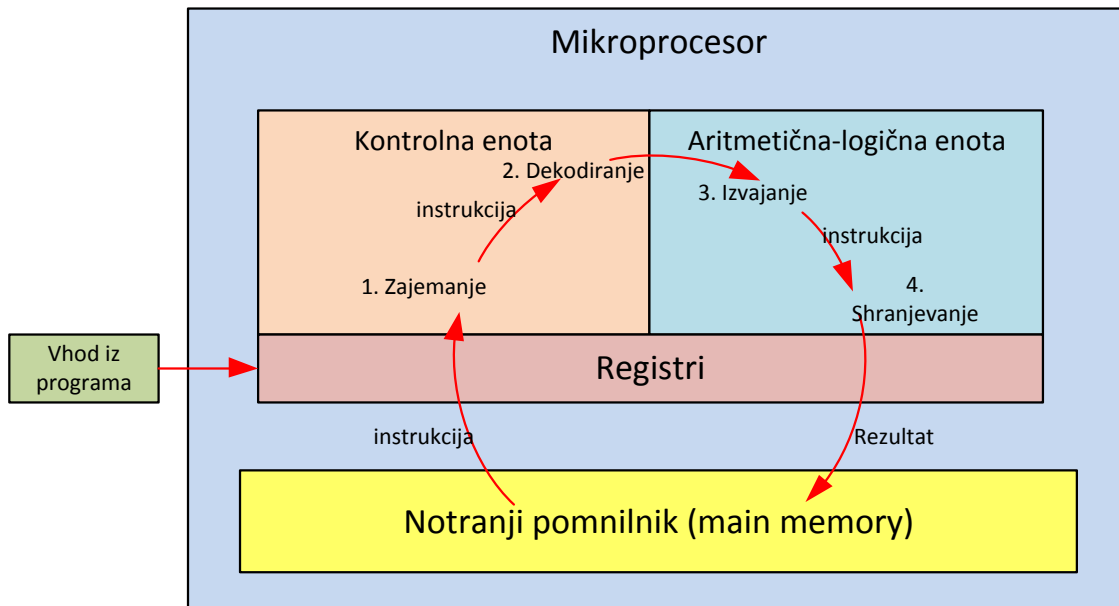 Mikroprocesor
Kontrolna enota
Aritmetična-logična enota
2. Dekodiranje
3. Izvajanje
instrukcija
instrukcija
1. Zajemanje
4.
Shranjevanje
Vhod iz
programa
Registri
instrukcija
Rezultat
Notranji pomnilnik (main memory)